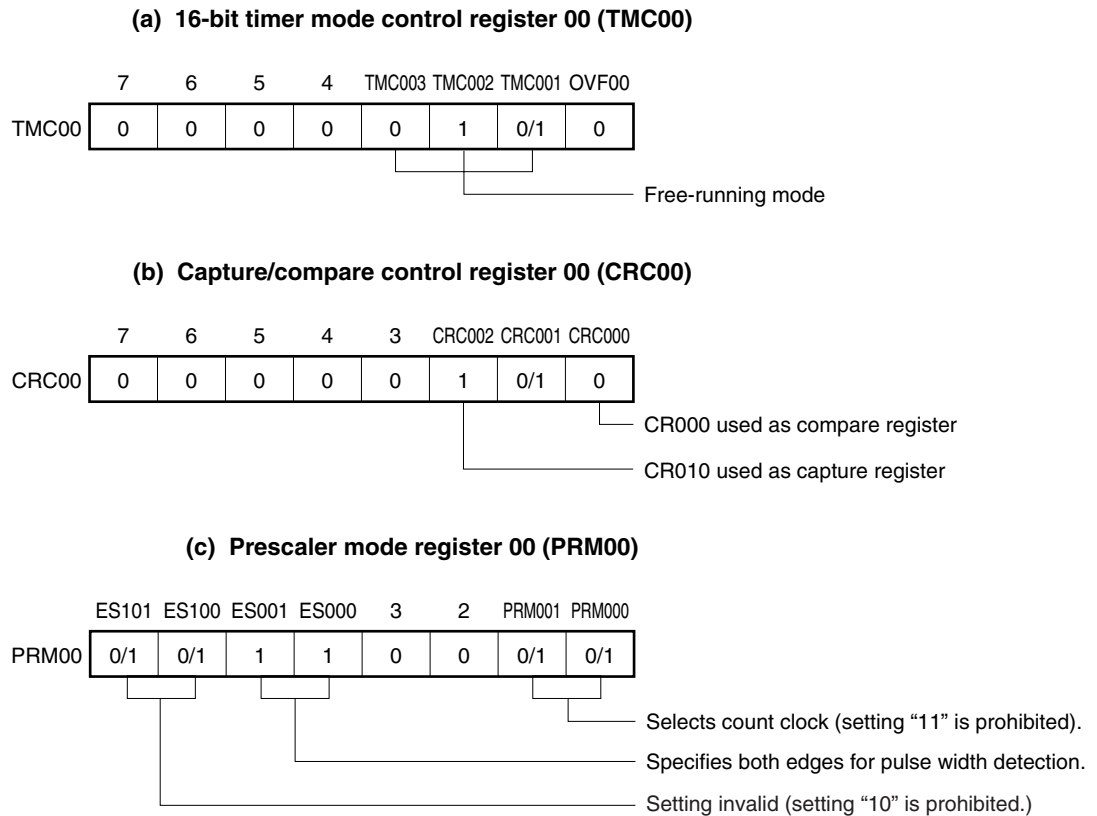 (a) 16-bit timer mode control register 00 (TMC00)
7 6 5 4 TMC003 TMC002 TMC001 OVF00
TMC00 0 0 0 0 0 1 0/1 0
Free-running mode
(b) Capture/compare control register 00 (CRC00)
7 6 5 4 3 CRC002 CRC001 CRC000
CRC00 0 0 0 0 0 1 0/1 0
CR000 used as compare register
CR010 used as capture register
(c) Prescaler mode register 00 (PRM00)
ES101 ES100 ES001 ES000 3 2 PRM001 PRM000
PRM00 0/1 0/1 1 1 0 0 0/1 0/1
Selects count clock (setting “11” is prohibited).
Specifies both edges for pulse width detection.
Setting invalid (setting “10” is prohibited.)